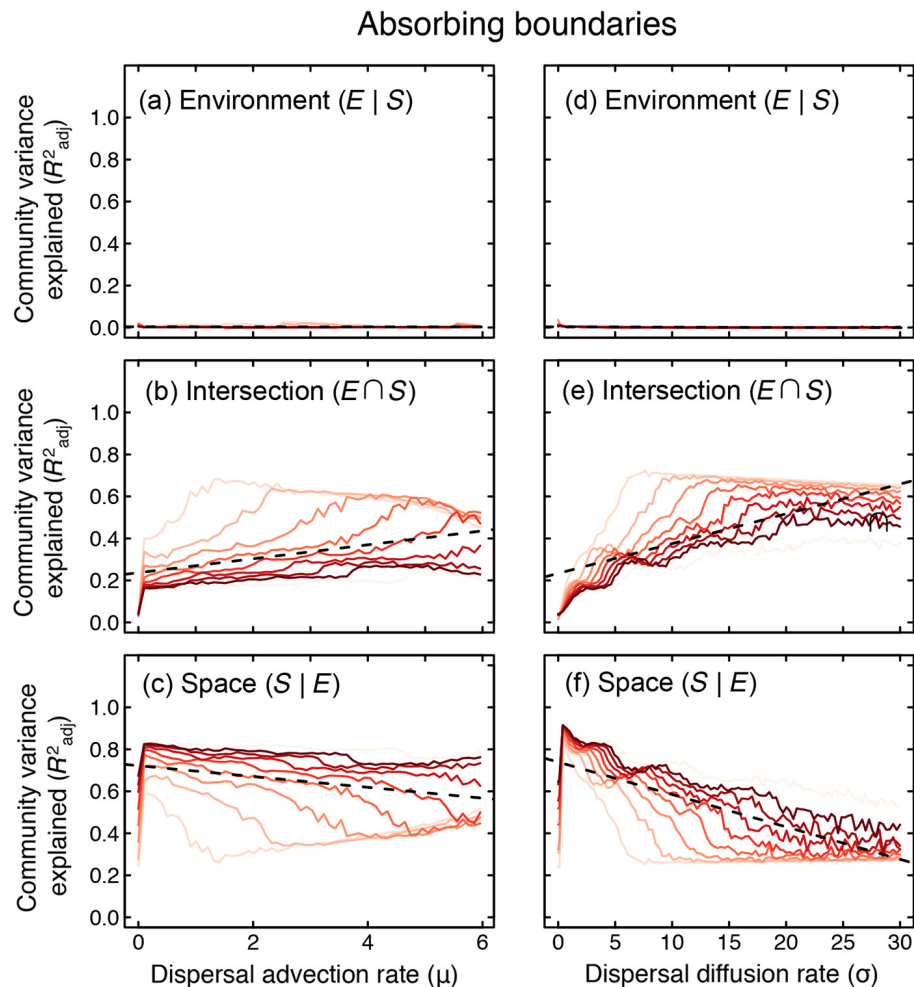 Absorbing boundaries
(a) Environment (E | S)
(d) Environment (E | S)
Community variance
explained (R²adj)
1.0
0.8
0.6
0.4
0.2
0.0
(b) Intersection (E ∩ S)
(e) Intersection (E ∩ S)
Community variance
explained (R²adj)
1.0
0.8
0.6
0.4
0.2
0.0
(c) Space (S | E)
(f) Space (S | E)
Community variance
explained (R²adj)
1.0
0.8
0.6
0.4
0.2
0.0
0 2 4 6
0 5 10 15 20 25 30
Dispersal advection rate (μ)
Dispersal diffusion rate (σ)